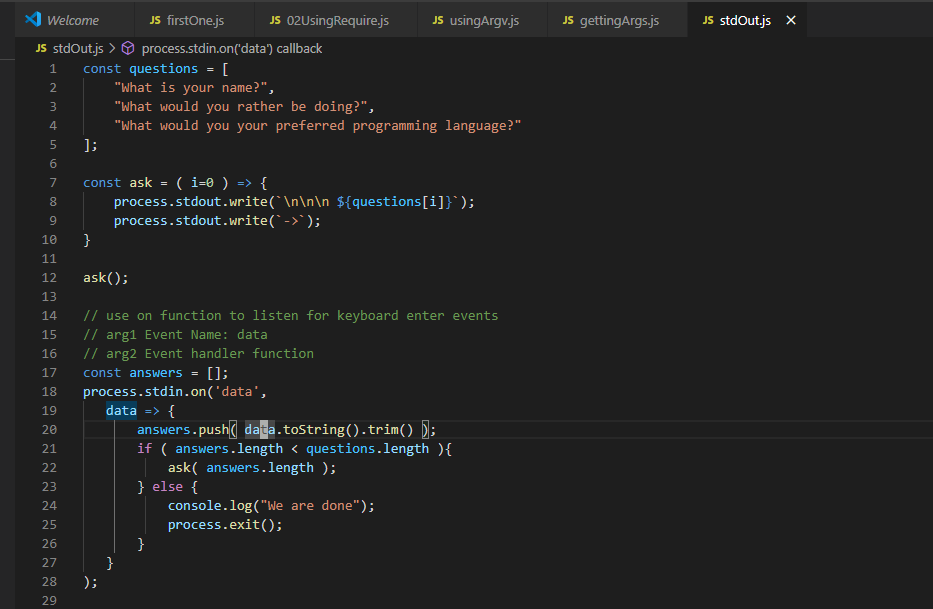 Welcome JS firstOne.js JS 02UsingRequire.js JS usingArgv.js JS gettingArgs.js JS stdOut.js ×
JS stdOut.js > process.stdin.on('data') callback
1 const questions = [
2 "What is your name?",
3 "What would you rather be doing?",
4 "What would you your preferred programming language?"
5 ];
6
7 const ask = ( i=0 ) => {
8 process.stdout.write(`\n\n\n ${questions[i]}`);
9 process.stdout.write(`->`);
10 }
11
12 ask();
13
14 // use on function to listen for keyboard enter events
15 // arg1 Event Name: data
16 // arg2 Event handler function
17 const answers = [];
18 process.stdin.on('data',
19 data => {
20 answers.push( data.toString().trim() );
21 if ( answers.length < questions.length ){
22 ask( answers.length );
23 } else {
24 console.log("We are done");
25 process.exit();
26 }
27 }
28 );
29